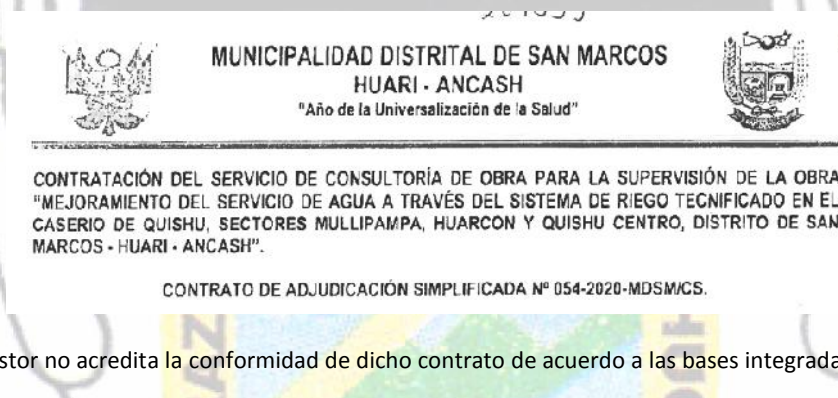 MUNICIPALIDAD DISTRITAL DE SAN MARCOS
HUARI - ANCASH
"Año de la Universalización de la Salud"
CONTRATACIÓN DEL SERVICIO DE CONSULTORÍA DE OBRA PARA LA SUPERVISIÓN DE LA OBRA
"MEJORAMIENTO DEL SERVICIO DE AGUA A TRAVÉS DEL SISTEMA DE RIEGO TECNIFICADO EN EL
CASERIO DE QUISHU, SECTORES MULLIPAMPA, HUARCON Y QUISHU CENTRO, DISTRITO DE SAN
MARCOS - HUARI - ANCASH".
CONTRATO DE ADJUDICACIÓN SIMPLIFICADA Nº 054-2020-MDSM/CS.
stor no acredita la conformidad de dicho contrato de acuerdo a las bases integrada